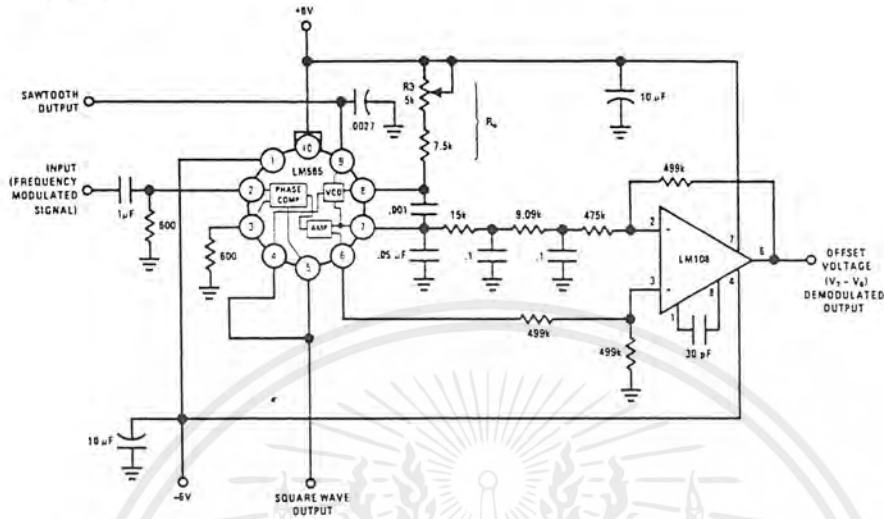 +6V
SAWTOOTH
OUTPUT
.0027
R3
5k
R₀
10 µF
7.5k
INPUT
(FREQUENCY
MODULATED
SIGNAL)
1µF
600
600
LM565
PHASE
COMP
VCO
AMP
1
2
3
4
5
6
7
8
9
10
.001
.05 µF
15k
.1
9.09k
.1
475k
499k
2
3
LM108
7
6
4
8
1
30 pF
OFFSET
VOLTAGE
(V₇ – V₆)
DEMODULATED
OUTPUT
499k
499k
10 µF
–6V
SQUARE WAVE
OUTPUT